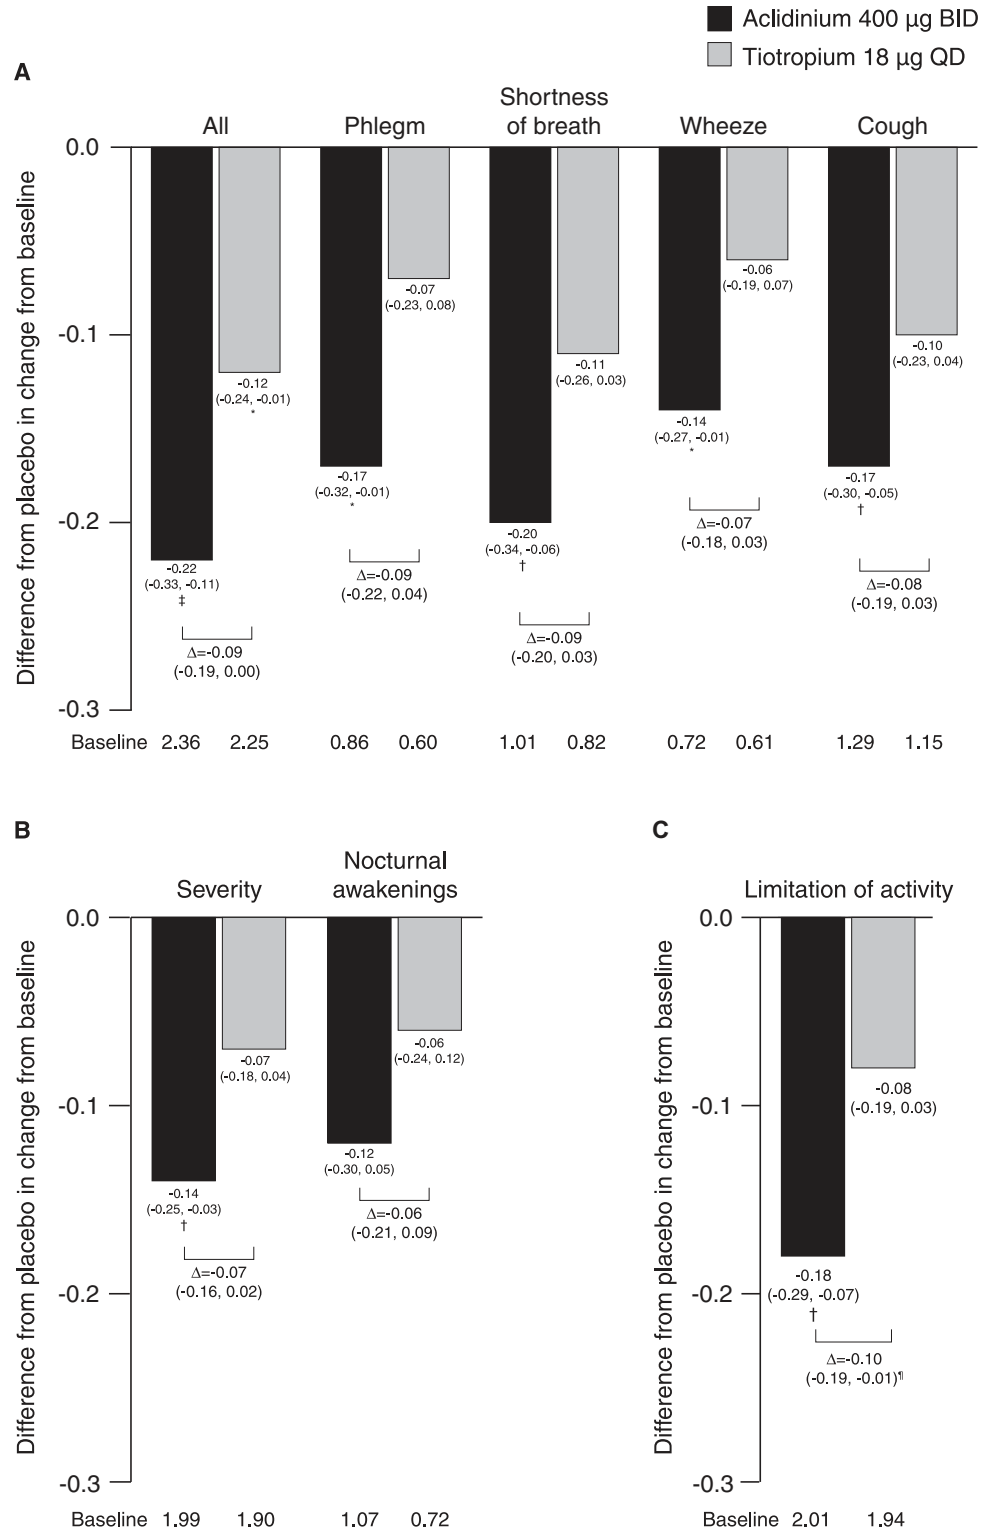 Aclidinium 400 µg BID
Tiotropium 18 µg QD
A
All
Phlegm
Shortness
of breath
Wheeze
Cough
Difference from placebo in change from baseline
0.0
-0.1
-0.2
-0.3
-0.22
(-0.33, -0.11)
‡
-0.12
(-0.24, -0.01)
*
Δ=-0.09
(-0.19, 0.00)
-0.17
(-0.32, -0.01)
*
-0.07
(-0.23, 0.08)
Δ=-0.09
(-0.22, 0.04)
-0.20
(-0.34, -0.06)
†
-0.11
(-0.26, 0.03)
Δ=-0.09
(-0.20, 0.03)
-0.14
(-0.27, -0.01)
*
-0.06
(-0.19, 0.07)
Δ=-0.07
(-0.18, 0.03)
-0.17
(-0.30, -0.05)
†
-0.10
(-0.23, 0.04)
Δ=-0.08
(-0.19, 0.03)
Baseline 2.36 2.25 0.86 0.60 1.01 0.82 0.72 0.61 1.29 1.15
B
Severity
Nocturnal
awakenings
Difference from placebo in change from baseline
0.0
-0.1
-0.2
-0.3
-0.14
(-0.25, -0.03)
†
-0.07
(-0.18, 0.04)
Δ=-0.07
(-0.16, 0.02)
-0.12
(-0.30, 0.05)
-0.06
(-0.24, 0.12)
Δ=-0.06
(-0.21, 0.09)
Baseline 1.99 1.90 1.07 0.72
C
Limitation of activity
Difference from placebo in change from baseline
0.0
-0.1
-0.2
-0.3
-0.18
(-0.29, -0.07)
†
-0.08
(-0.19, 0.03)
Δ=-0.10
(-0.19, -0.01)¶
Baseline 2.01 1.94